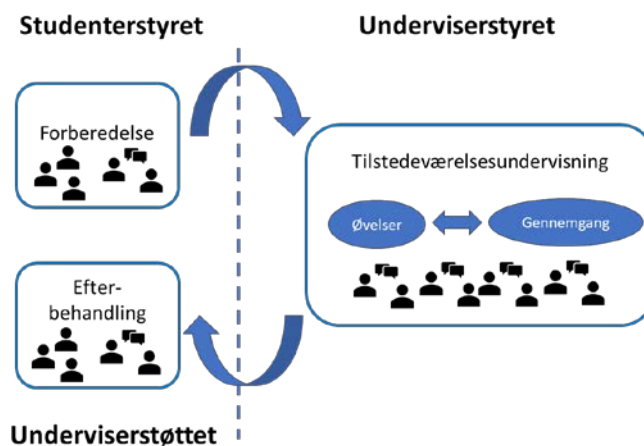 Studenterstyret
Underviserstyret
Forberedelse
Tilstedeværelsesundervisning
Øvelser
Gennemgang
Efter-
behandling
Underviserstøttet